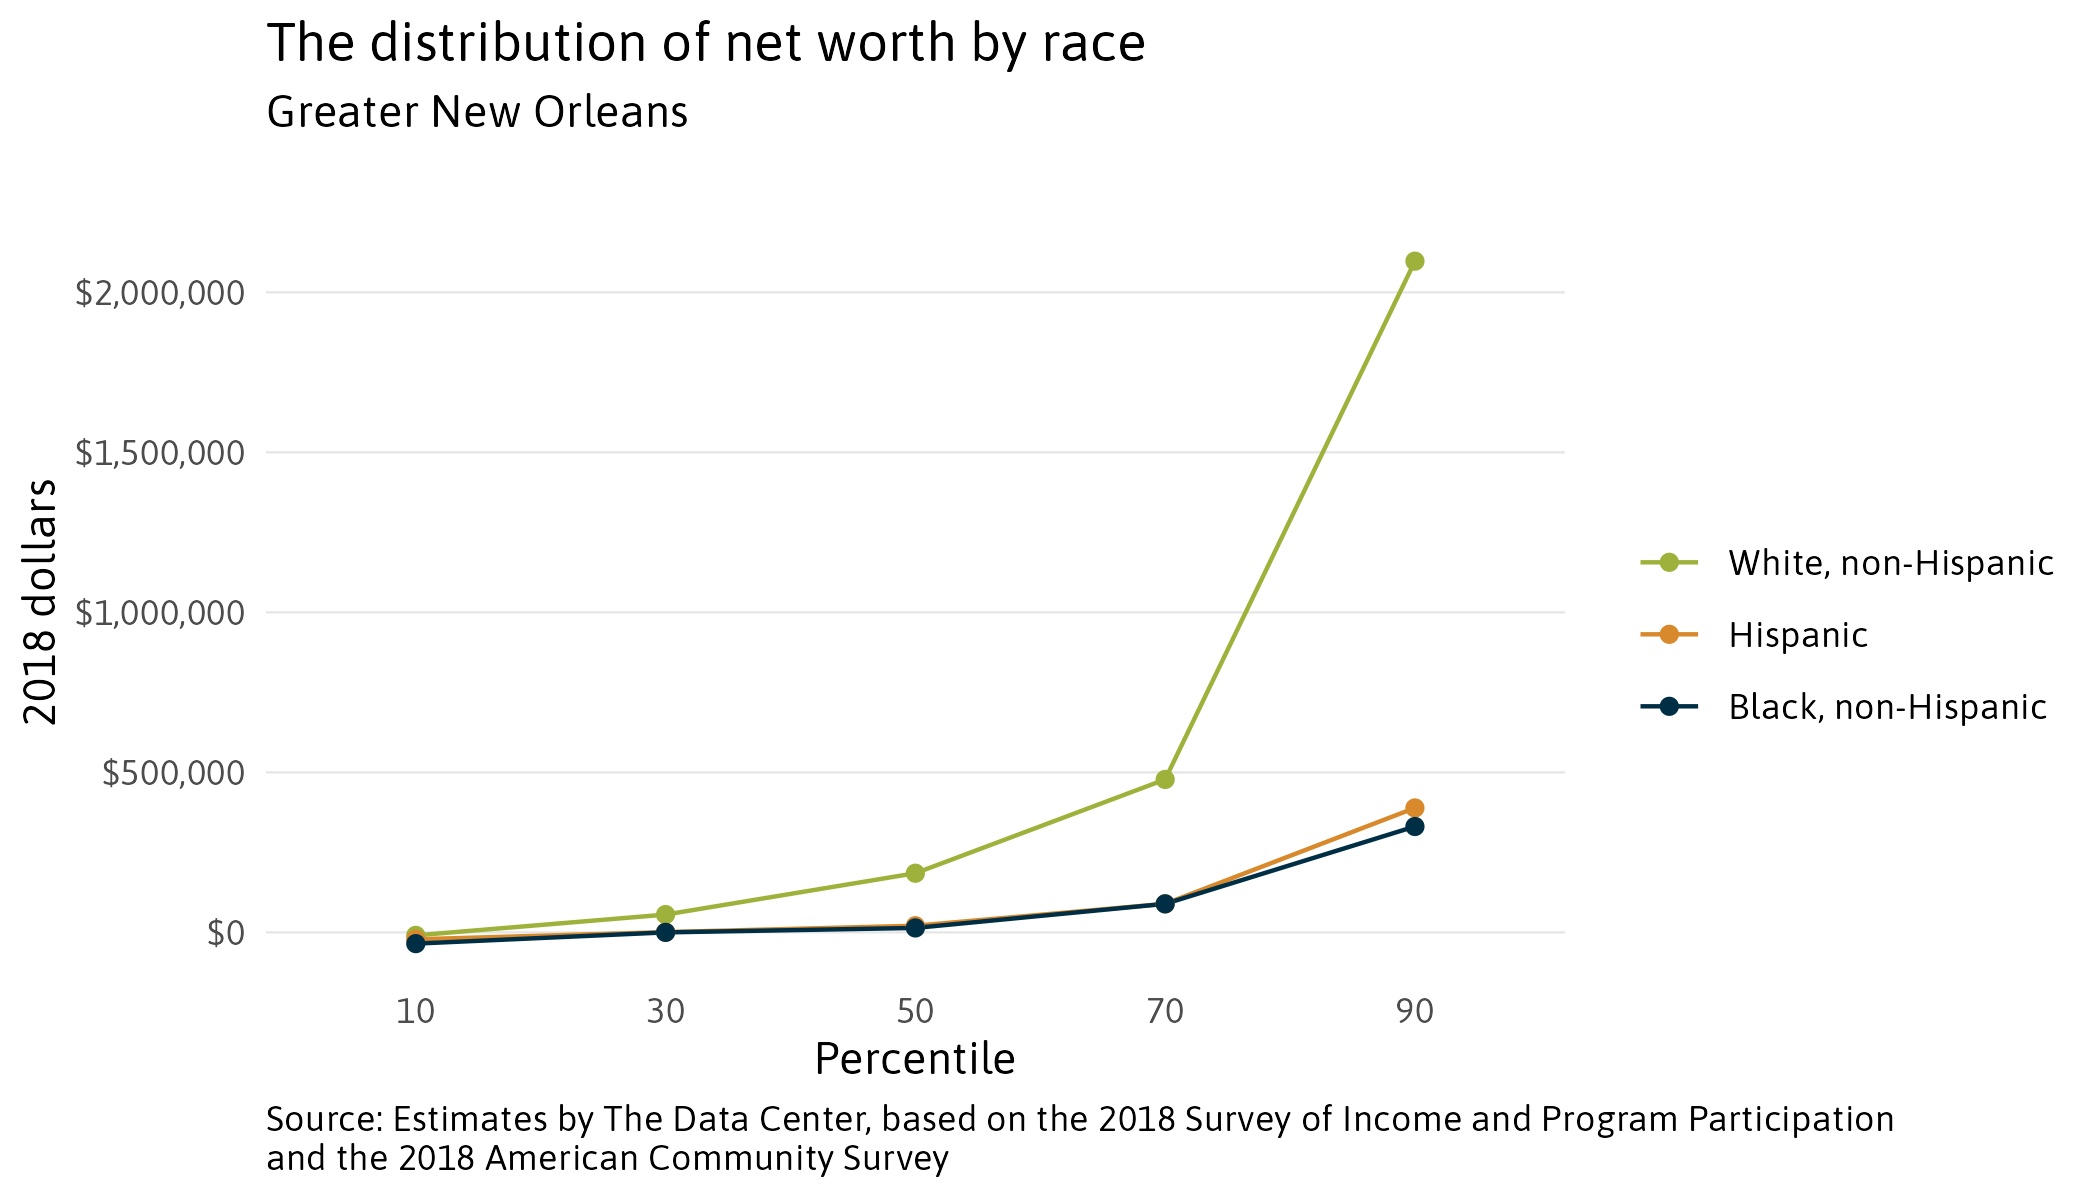 The distribution of net worth by race
Greater New Orleans
2018 dollars
$2,000,000
$1,500,000
$1,000,000
$500,000
$0
10 30 50 70 90
Percentile
White, non-Hispanic
Hispanic
Black, non-Hispanic
Source: Estimates by The Data Center, based on the 2018 Survey of Income and Program Participation
and the 2018 American Community Survey